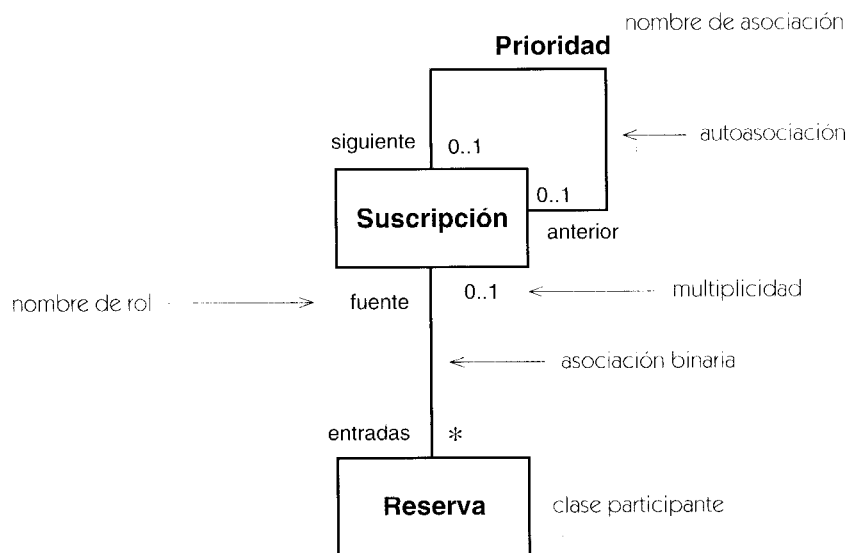 nombre de asociación
Prioridad
siguiente
0..1
autoasociación
0..1
Suscripción
anterior
nombre de rol
fuente
0..1
multiplicidad
asociación binaria
entradas
*
Reserva
clase participante